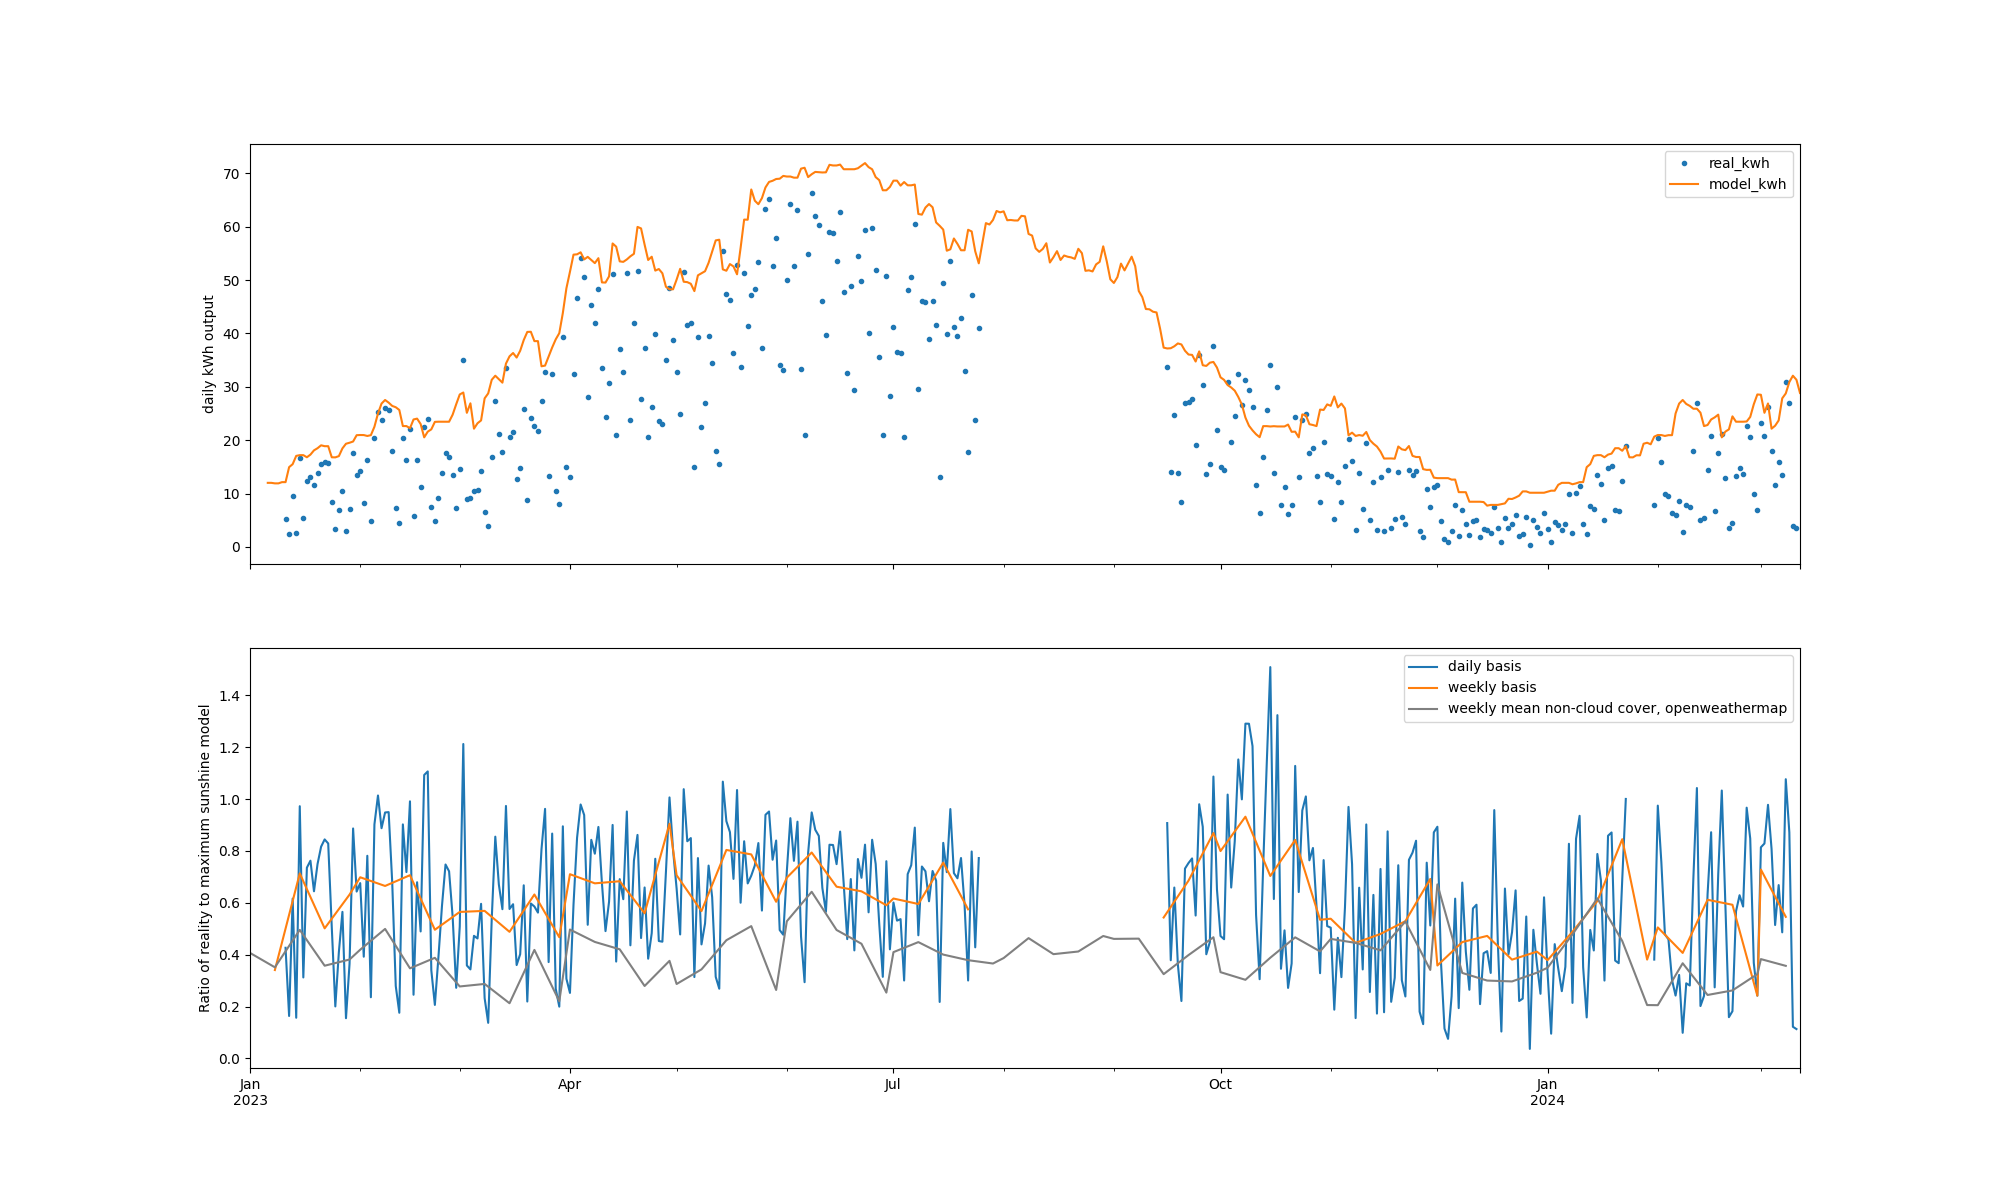 70
60
50
40
30
20
10
0
daily kWh output
real_kwh
model_kwh
1.4
1.2
1.0
0.8
0.6
0.4
0.2
0.0
Ratio of reality to maximum sunshine model
daily basis
weekly basis
weekly mean non-cloud cover, openweathermap
Jan Apr Jul Oct Jan
2023 2024